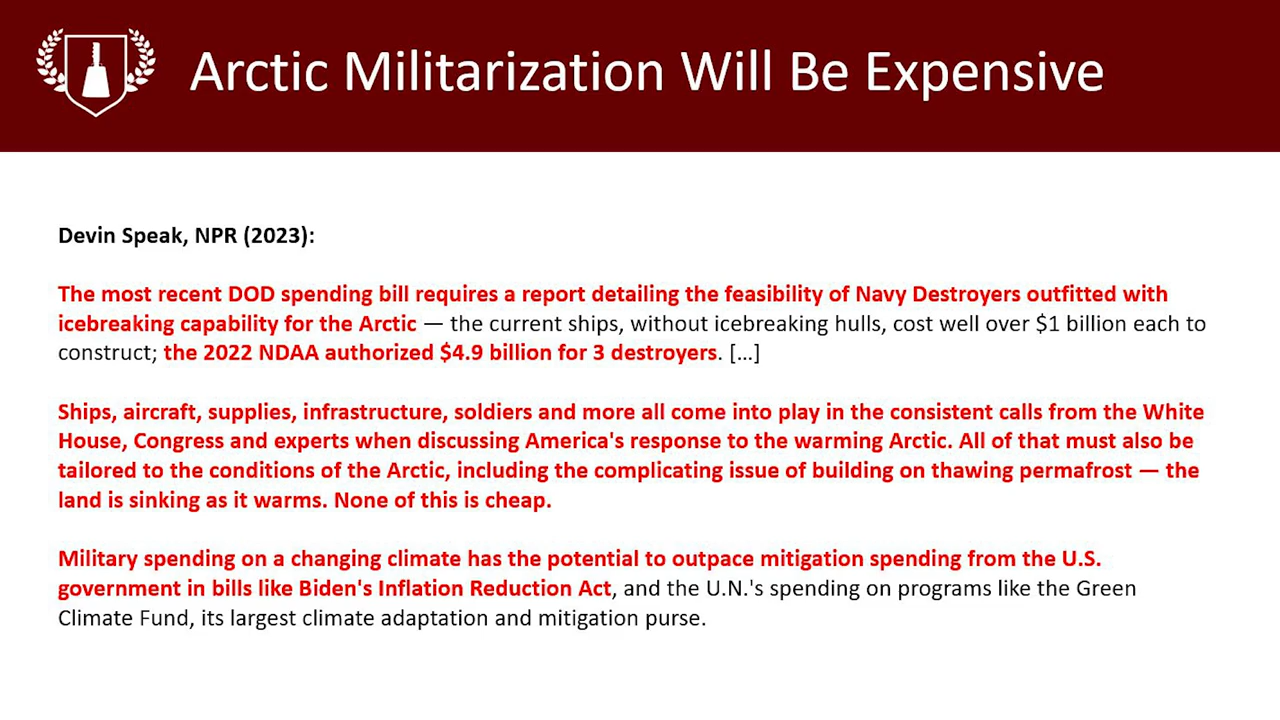 Arctic Militarization Will Be Expensive
Devin Speak, NPR (2023):
The most recent DOD spending bill requires a report detailing the feasibility of Navy Destroyers outfitted with
icebreaking capability for the Arctic — the current ships, without icebreaking hulls, cost well over $1 billion each to
construct; the 2022 NDAA authorized $4.9 billion for 3 destroyers. [...]
Ships, aircraft, supplies, infrastructure, soldiers and more all come into play in the consistent calls from the White
House, Congress and experts when discussing America's response to the warming Arctic. All of that must also be
tailored to the conditions of the Arctic, including the complicating issue of building on thawing permafrost — the
land is sinking as it warms. None of this is cheap.
Military spending on a changing climate has the potential to outpace mitigation spending from the U.S.
government in bills like Biden's Inflation Reduction Act, and the U.N.'s spending on programs like the Green
Climate Fund, its largest climate adaptation and mitigation purse.